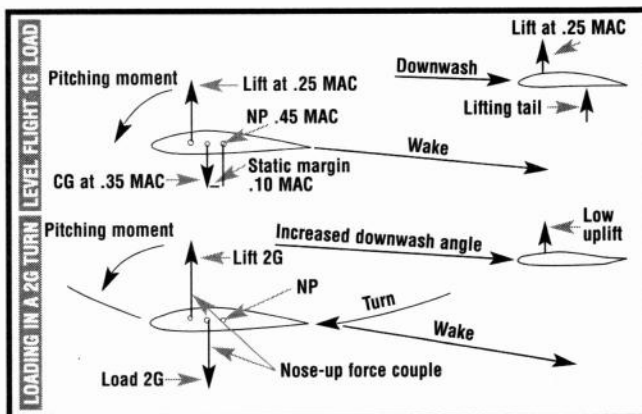 LEVEL FLIGHT 1G LOAD
Pitching moment
Lift at .25 MAC
NP .45 MAC
CG at .35 MAC
Static margin
.10 MAC
Downwash
Wake
Lift at .25 MAC
Lifting tail
LOADING IN A 2G TURN
Pitching moment
Lift 2G
NP
Load 2G
Nose-up force couple
Increased downwash angle
Turn
Wake
Low
uplift